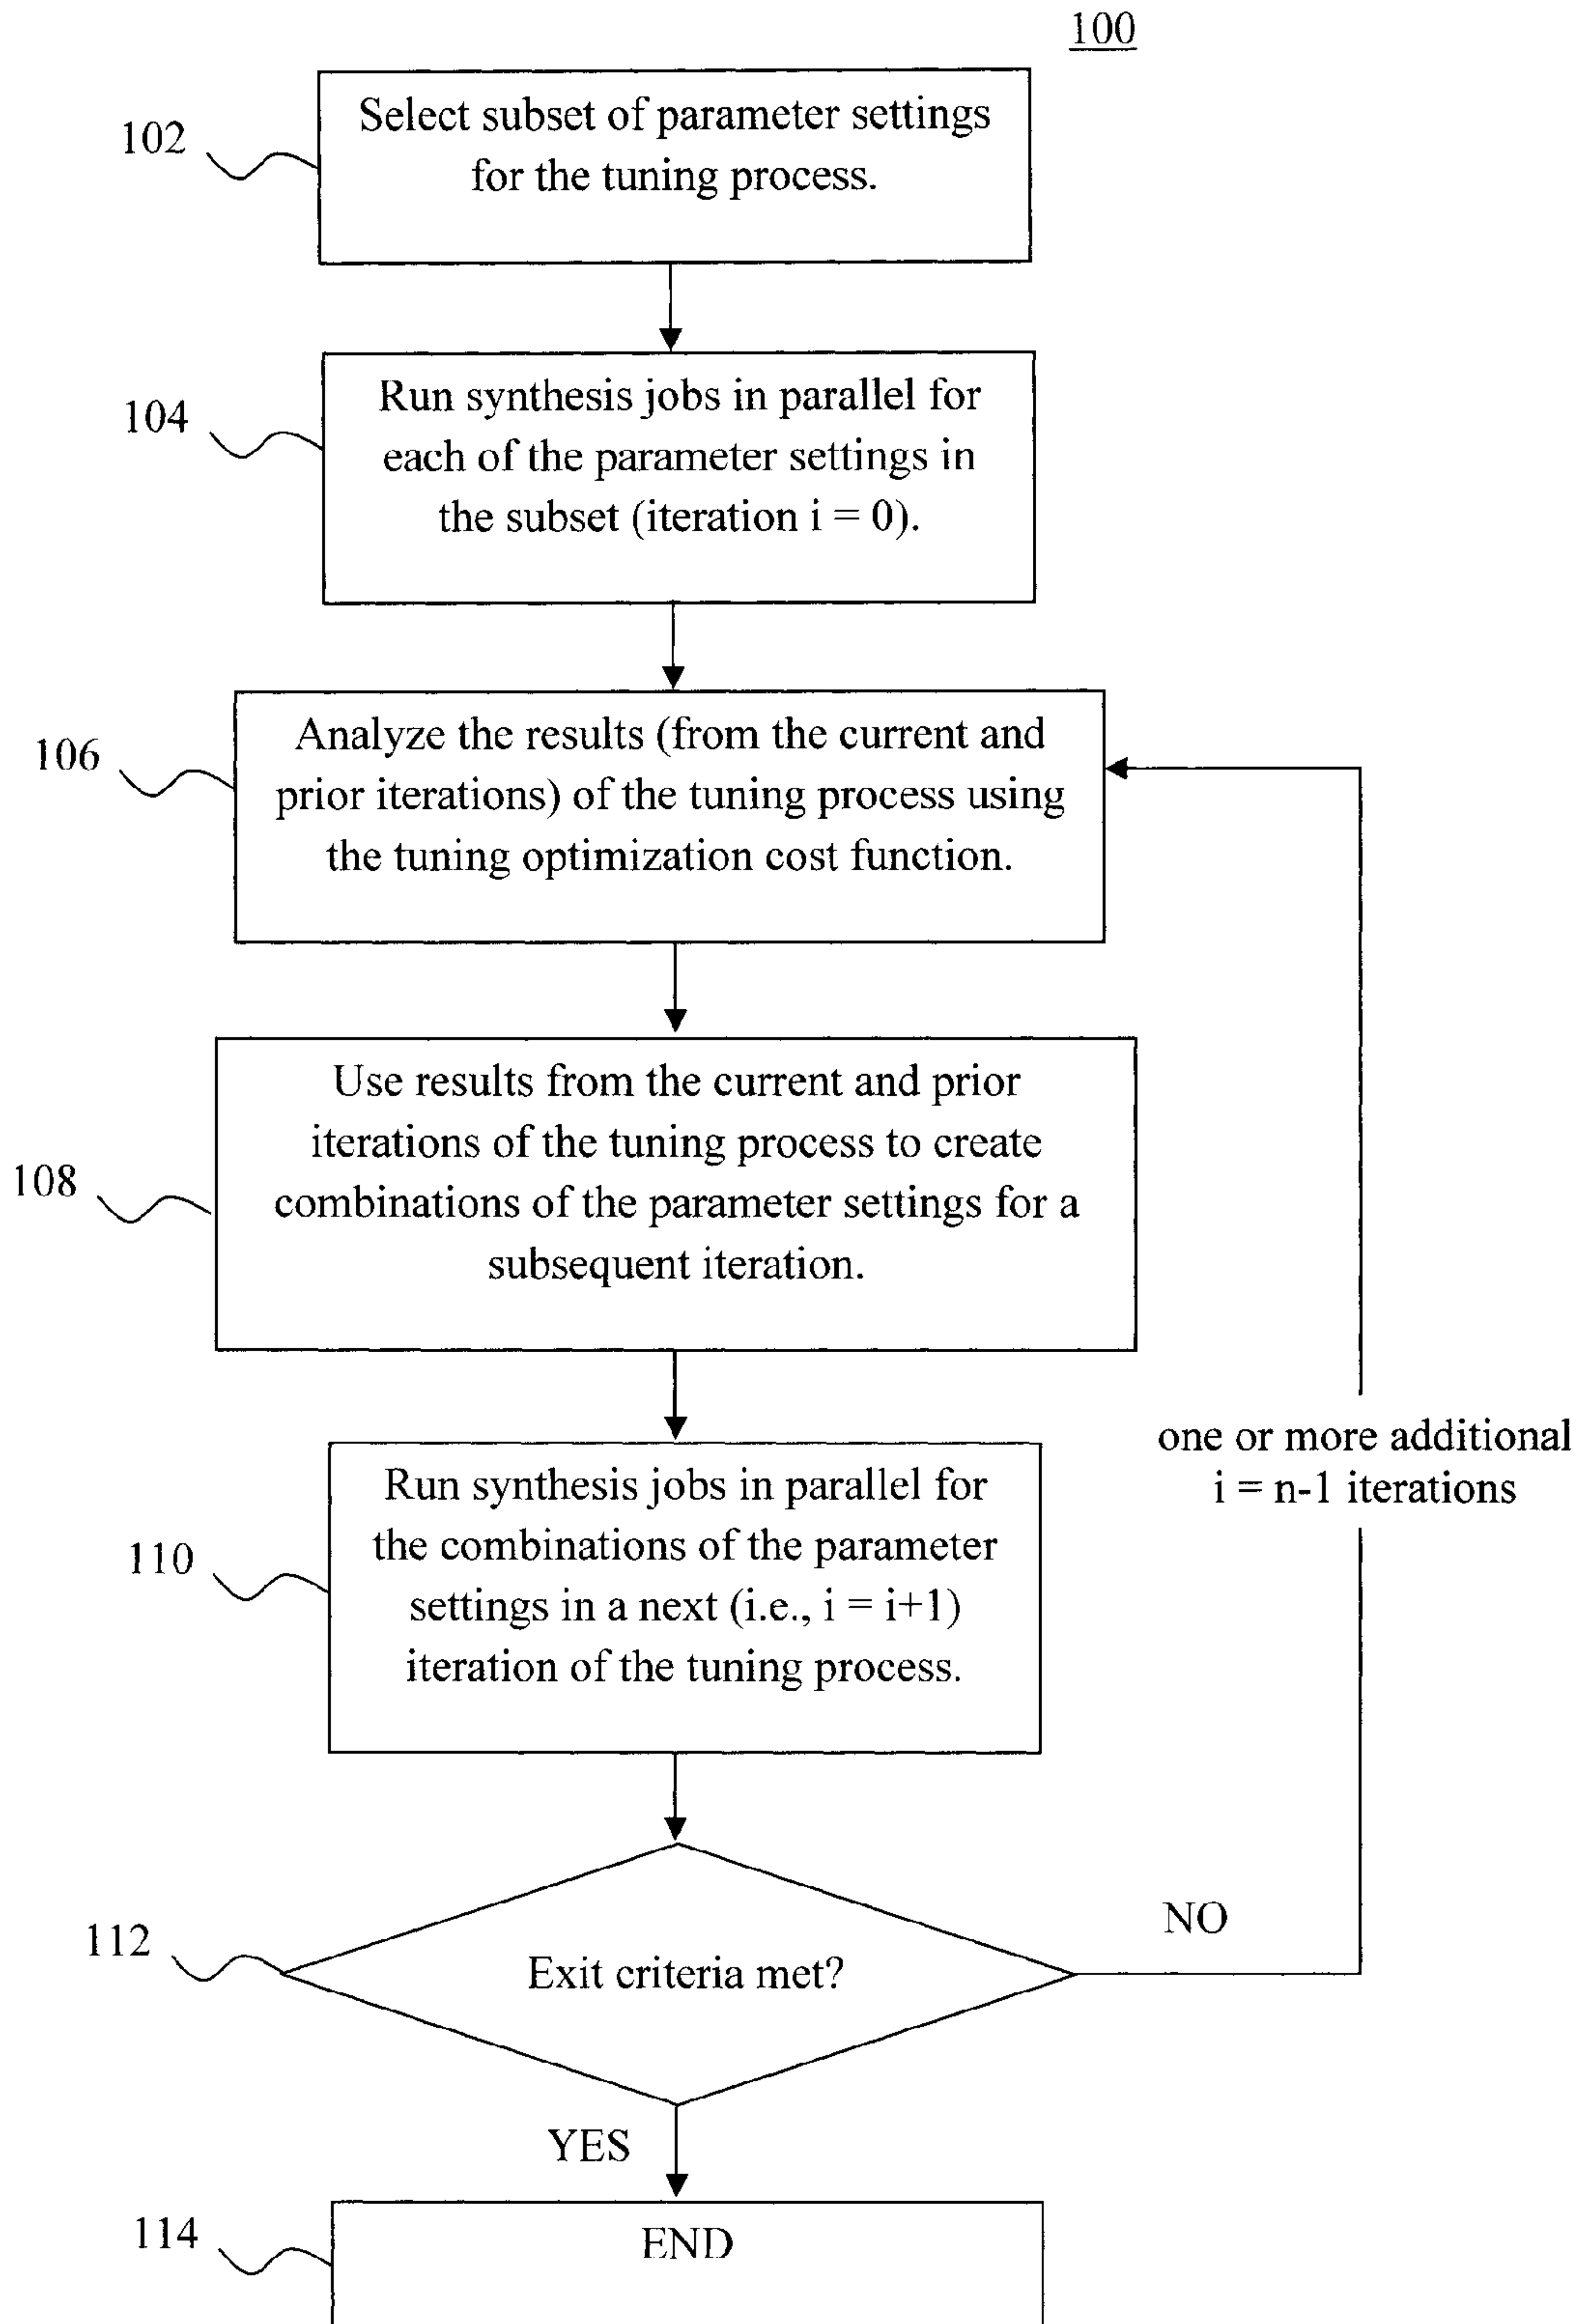 100
102
Select subset of parameter settings
for the tuning process.
104
Run synthesis jobs in parallel for
each of the parameter settings in
the subset (iteration i = 0).
106
Analyze the results (from the current and
prior iterations) of the tuning process using
the tuning optimization cost function.
108
Use results from the current and prior
iterations of the tuning process to create
combinations of the parameter settings for a
subsequent iteration.
one or more additional
i = n-1 iterations
110
Run synthesis jobs in parallel for
the combinations of the parameter
settings in a next (i.e., i = i+1)
iteration of the tuning process.
112
Exit criteria met?
NO
YES
114
END